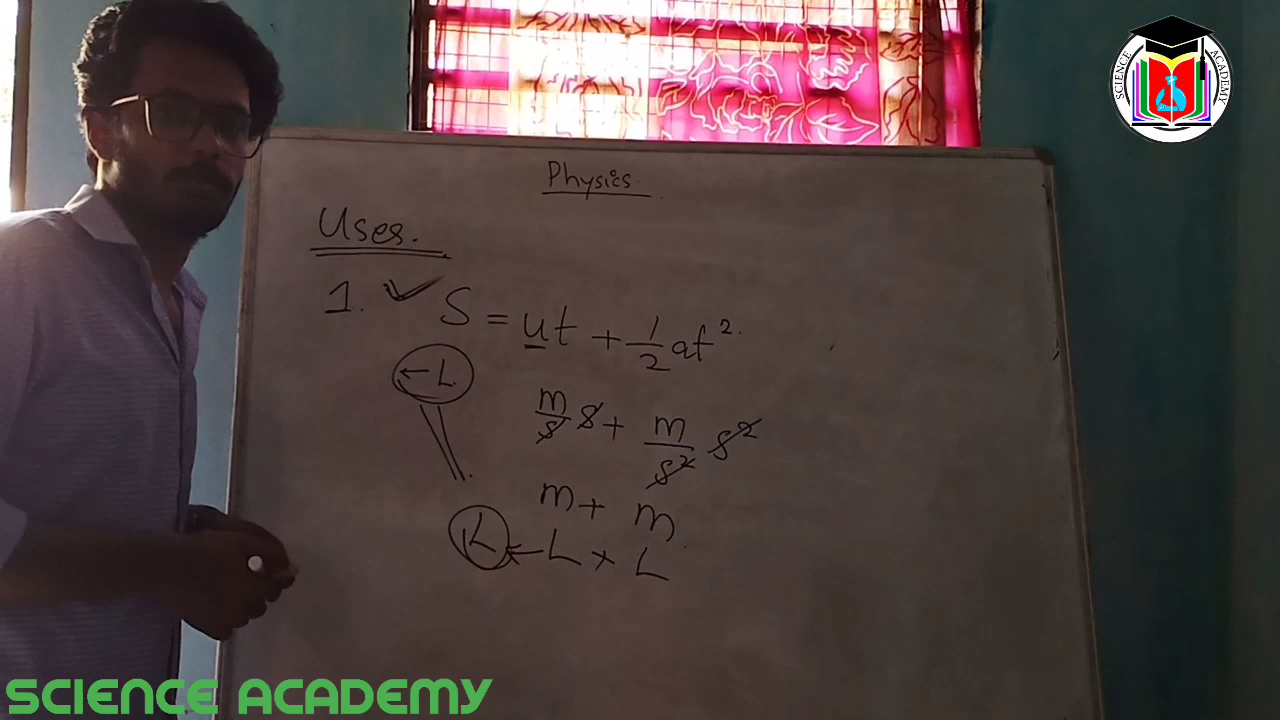 SCIENCE ACADEMY
Physics
Uses.
1. ✓ S = ut + 1/2 at²
← L
m/s s + m/s² s²
m + m
L ← L + L
SCIENCE ACADEMY